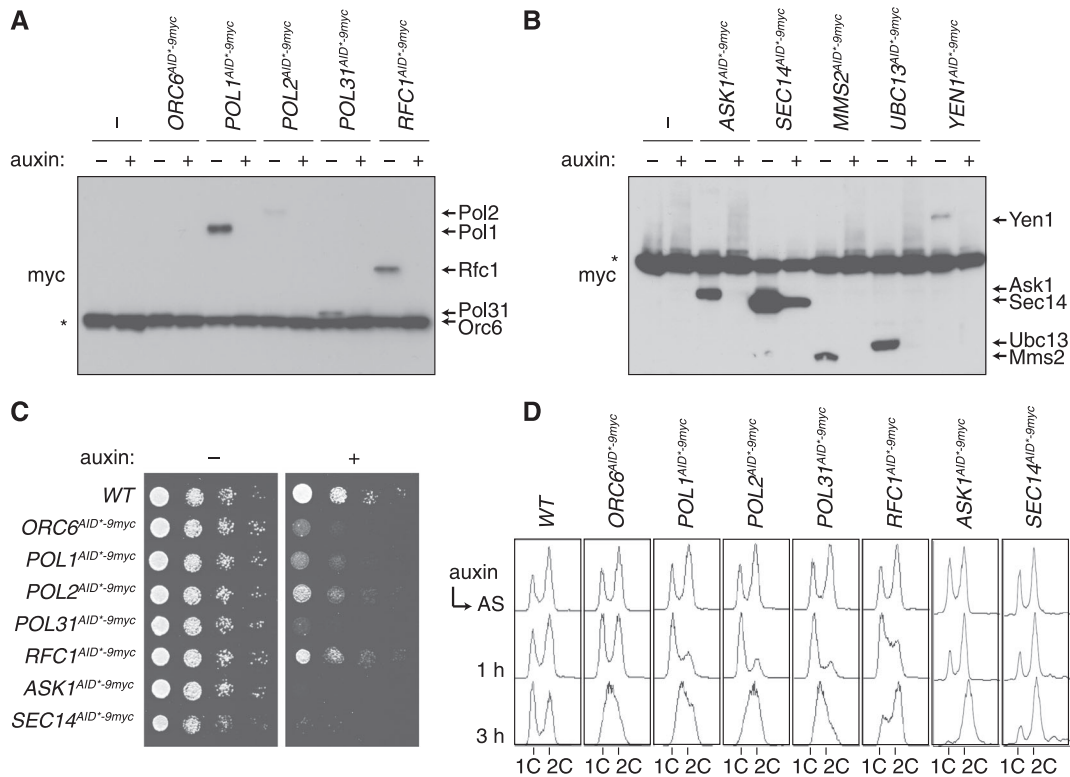 A
– ORC6AID*-9myc POL1AID*-9myc POL2AID*-9myc POL31AID*-9myc RFC1AID*-9myc
auxin: – + – + – + – + – + – +
Pol2
Pol1
Rfc1
myc
Pol31
*
Orc6
B
– ASK1AID*-9myc SEC14AID*-9myc MMS2AID*-9myc UBC13AID*-9myc YEN1AID*-9myc
auxin: – + – + – + – + – + – +
Yen1
*
myc
Ask1
Sec14
Ubc13
Mms2
C
auxin: – +
WT
ORC6AID*-9myc
POL1AID*-9myc
POL2AID*-9myc
POL31AID*-9myc
RFC1AID*-9myc
ASK1AID*-9myc
SEC14AID*-9myc
D
WT ORC6AID*-9myc POL1AID*-9myc POL2AID*-9myc POL31AID*-9myc RFC1AID*-9myc ASK1AID*-9myc SEC14AID*-9myc
auxin
AS
1 h
3 h
1C 2C 1C 2C 1C 2C 1C 2C 1C 2C 1C 2C 1C 2C 1C 2C